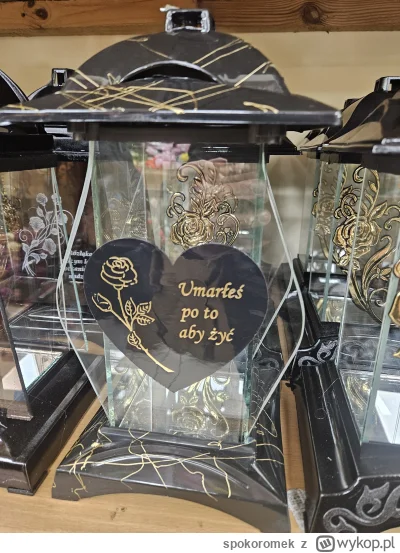 Umarłeś
po to
aby żyć
spokoromek z wykop.pl